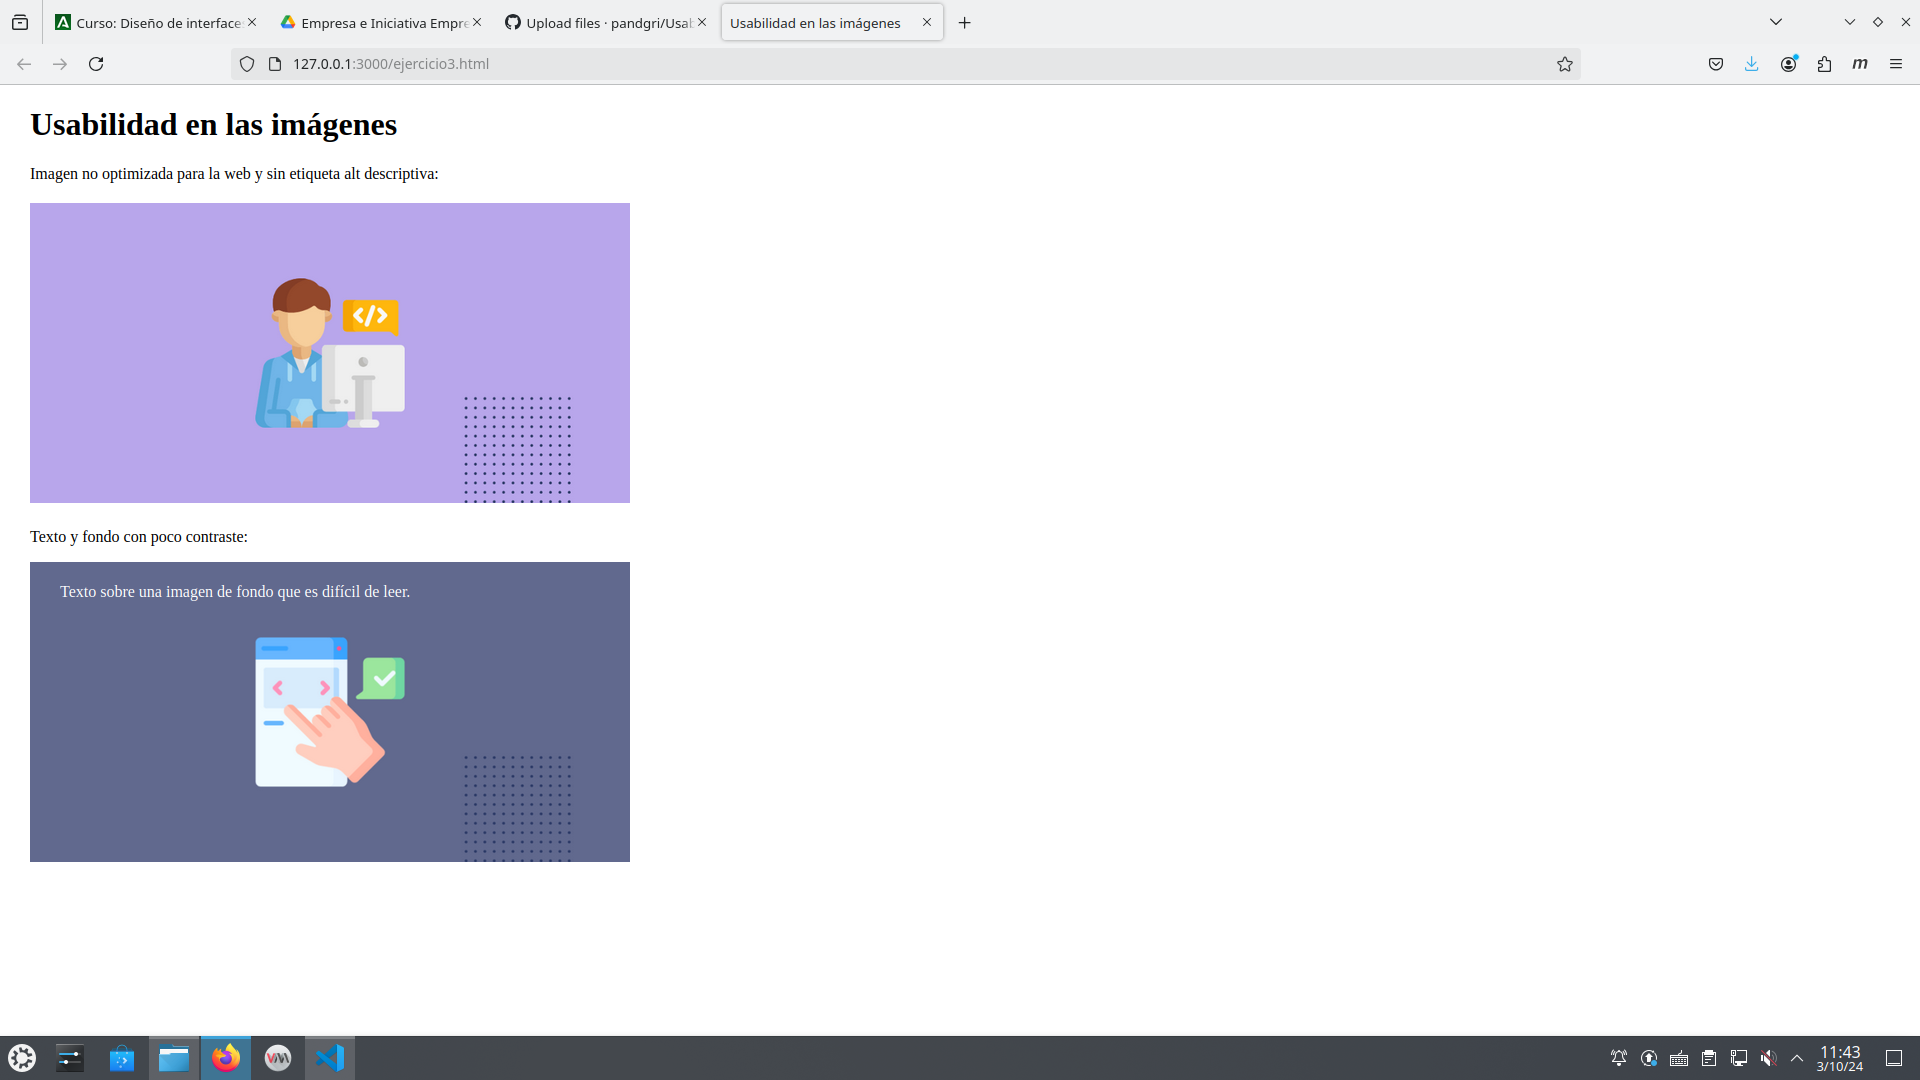 Curso: Diseño de interface
Empresa e Iniciativa Empre
Upload files · pandgri/Usab
Usabilidad en las imágenes
127.0.0.1:3000/ejercicio3.html
m
Usabilidad en las imágenes
Imagen no optimizada para la web y sin etiqueta alt descriptiva:
</>
Texto y fondo con poco contraste:
Texto sobre una imagen de fondo que es difícil de leer.
11:43
3/10/24